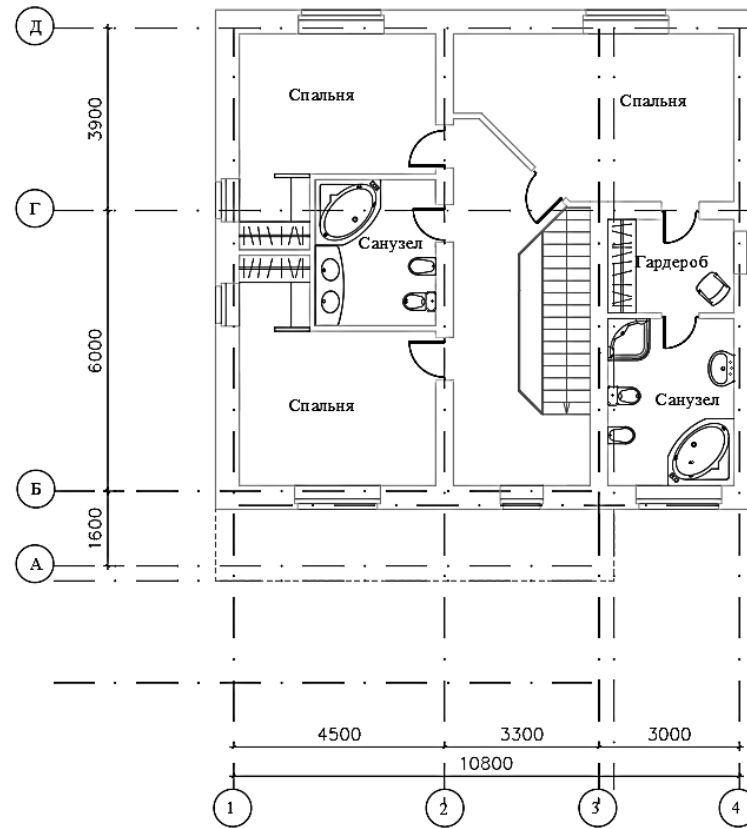 Д
Спальня
Спальня
3900
Г
Санузел
Гардероб
6000
Спальня
Санузел
Б
1600
А
4500 3300 3000
10800
1 2 3 4